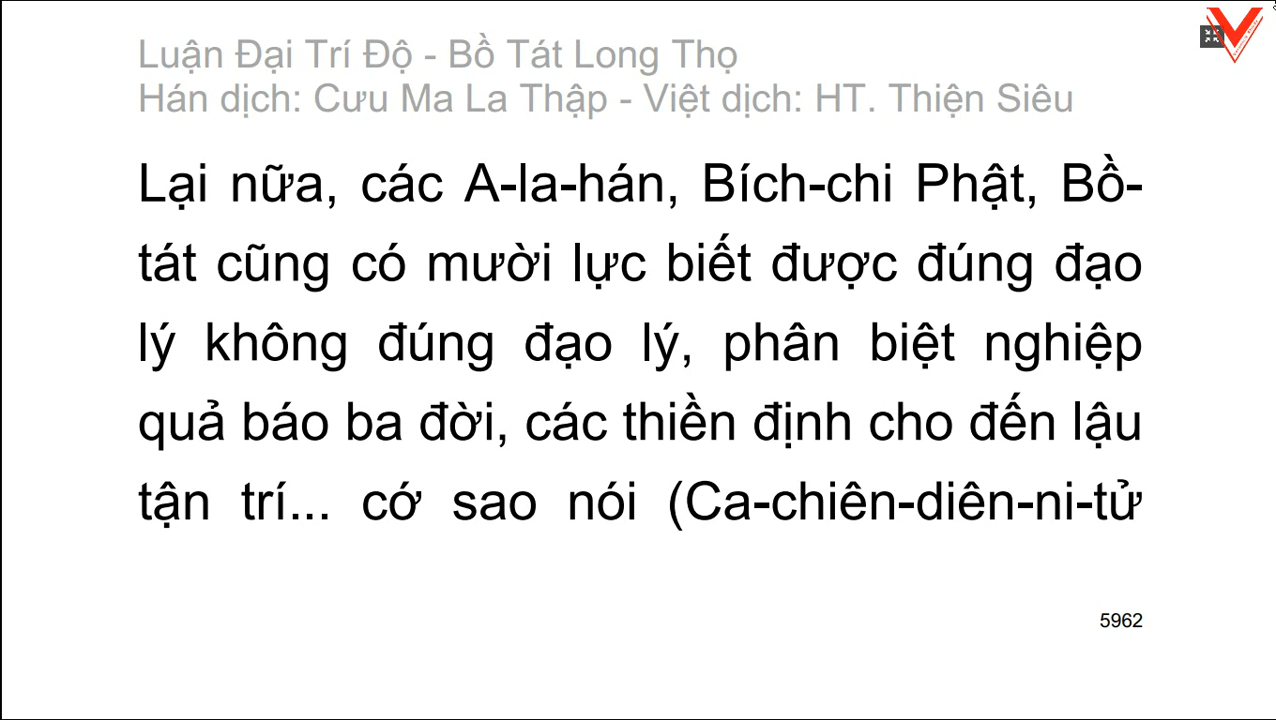 Luận Đại Trí Độ - Bồ Tát Long Thọ
Hán dịch: Cưu Ma La Thập - Việt dịch: HT. Thiện Siêu
Lại nữa, các A-la-hán, Bích-chi Phật, Bồ-
tát cũng có mười lực biết được đúng đạo
lý không đúng đạo lý, phân biệt nghiệp
quả báo ba đời, các thiền định cho đến lậu
tận trí... cớ sao nói (Ca-chiên-diên-ni-tử
5962